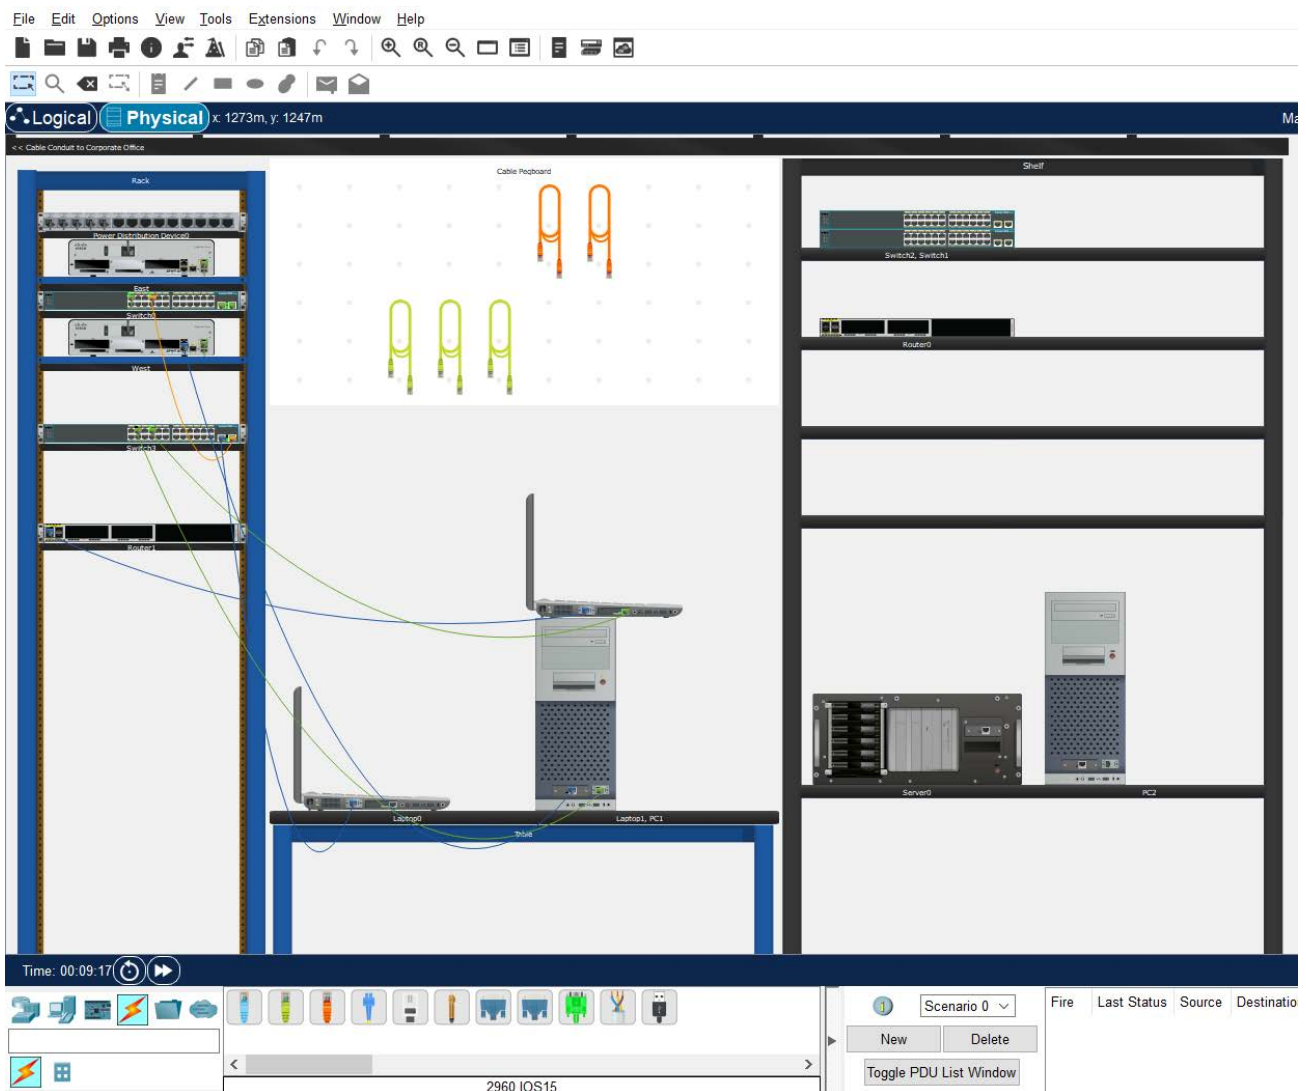 File Edit Options View Tools Extensions Window Help
Logical Physical x: 1273m, y: 1247m
<< Cable Conduit to Corporate Office
Rack
Cable Pegboard
Shelf
Power Distribution Device0
East
Switch0
West
Switch2, Switch1
Router0
Switch3
Router1
Laptop0
Laptop1, PC1
Table
Server0
PC2
Time: 00:09:17
Scenario 0
Fire Last Status Source Destinatio
New Delete
Toggle PDU List Window
2960 IOS15